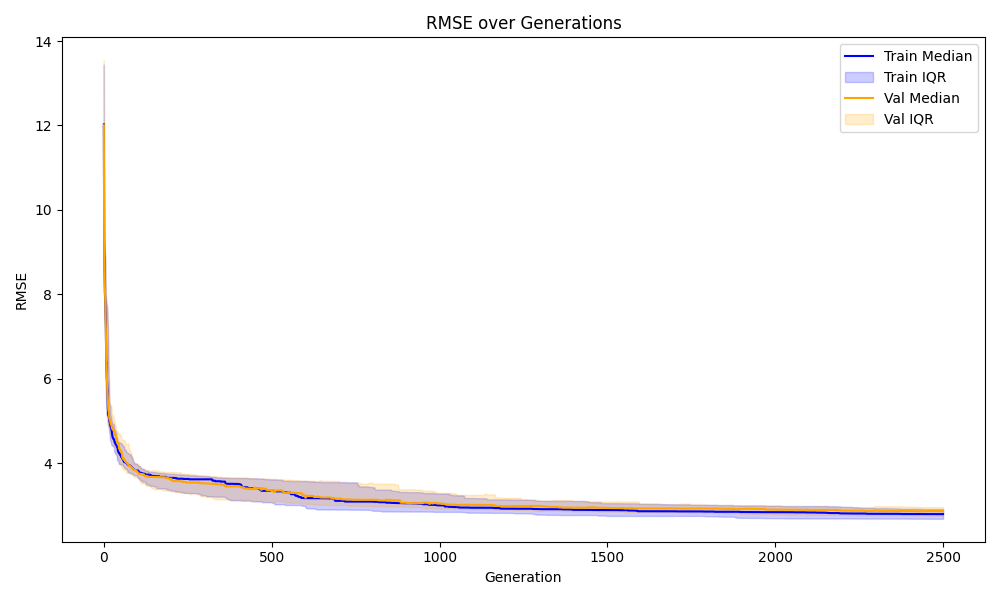 RMSE over Generations
14
12
10
8
6
4
RMSE
0
500
1000
1500
2000
2500
Generation
Train Median
Train IQR
Val Median
Val IQR